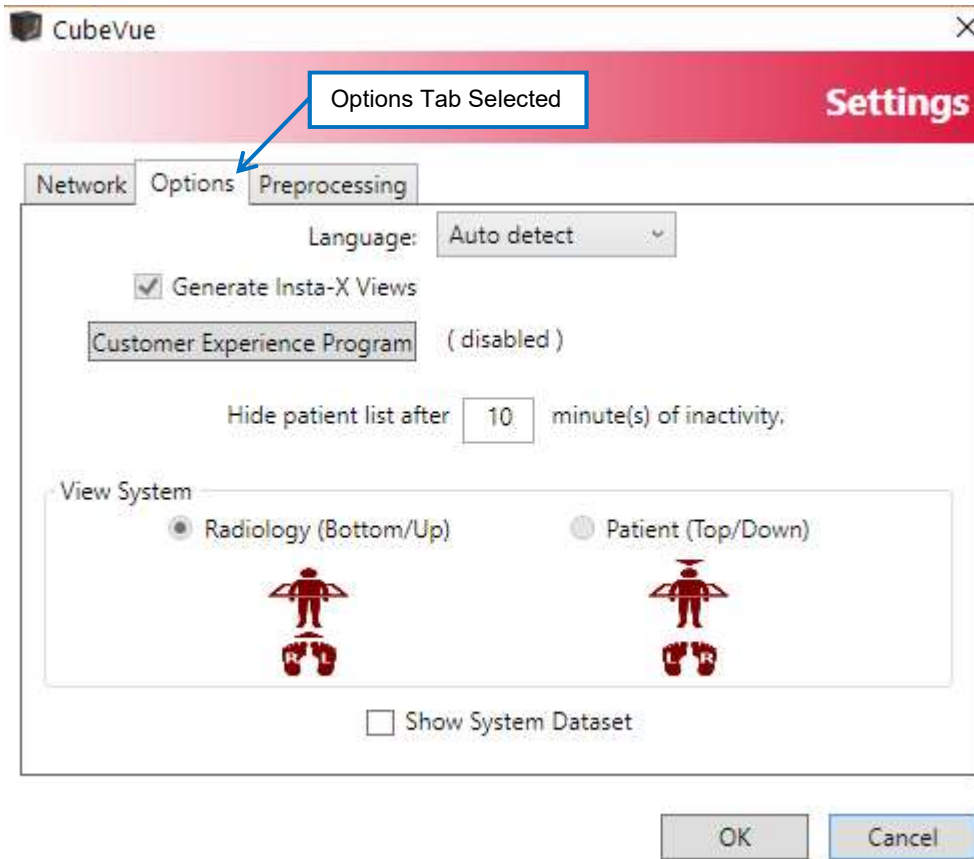 CubeVue
Options Tab Selected
Settings
Network Options Preprocessing
Language: Auto detect
Generate Insta-X Views
Customer Experience Program ( disabled )
Hide patient list after 10 minute(s) of inactivity.
View System
Radiology (Bottom/Up) Patient (Top/Down)
R L L R
Show System Dataset
OK Cancel